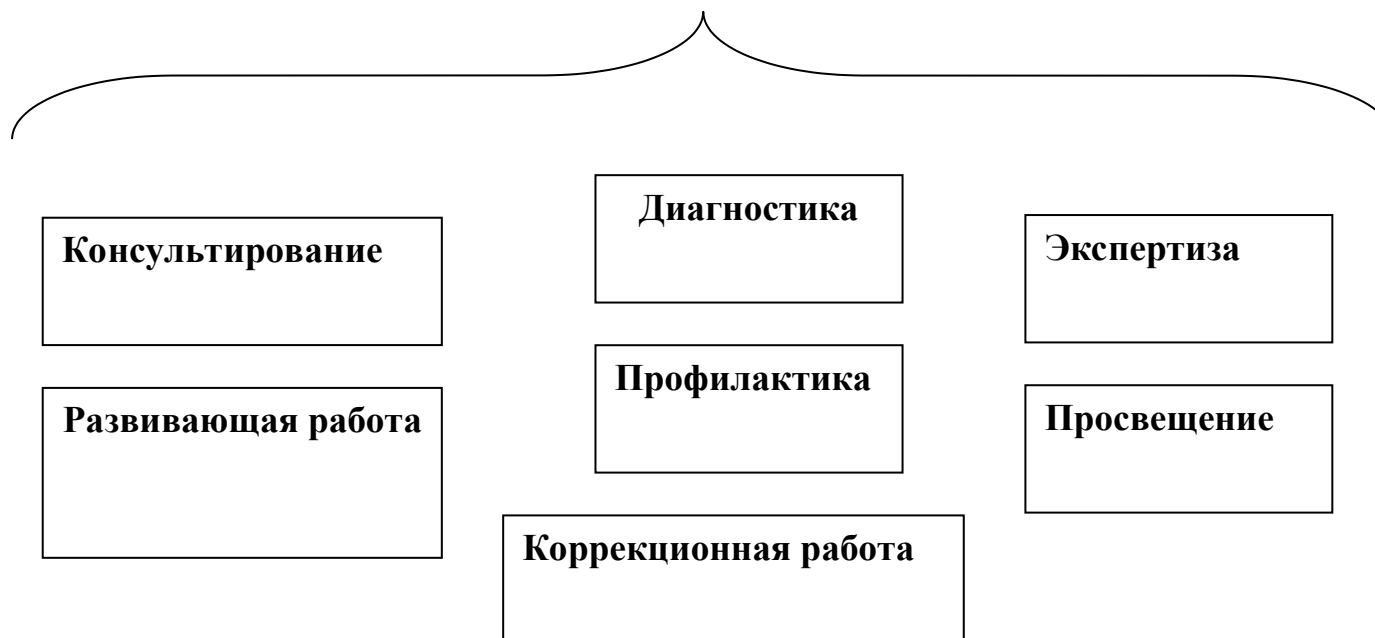 Диагностика
Консультирование
Экспертиза
Профилактика
Развивающая работа
Просвещение
Коррекционная работа